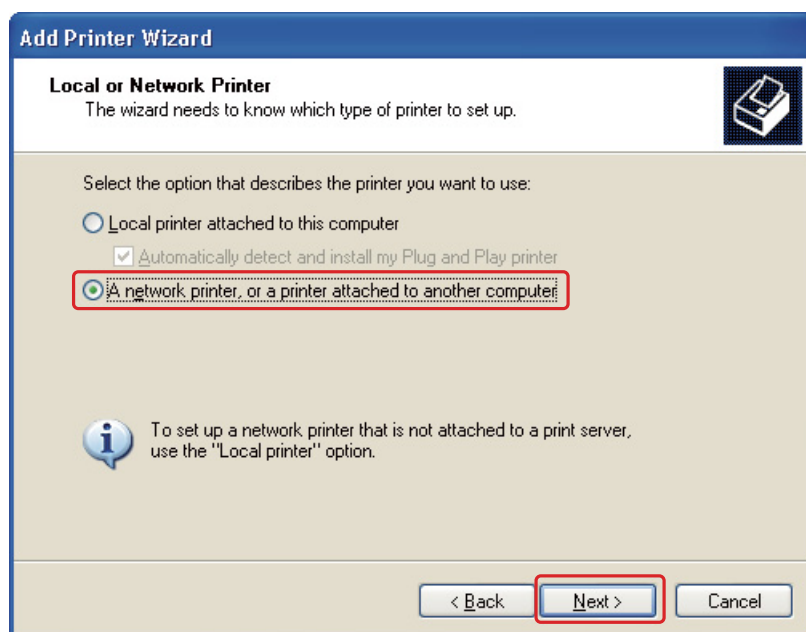 Add Printer Wizard
Local or Network Printer
The wizard needs to know which type of printer to set up.
Select the option that describes the printer you want to use:
Local printer attached to this computer
Automatically detect and install my Plug and Play printer
A network printer, or a printer attached to another computer
To set up a network printer that is not attached to a print server,
use the "Local printer" option.
< Back Next > Cancel